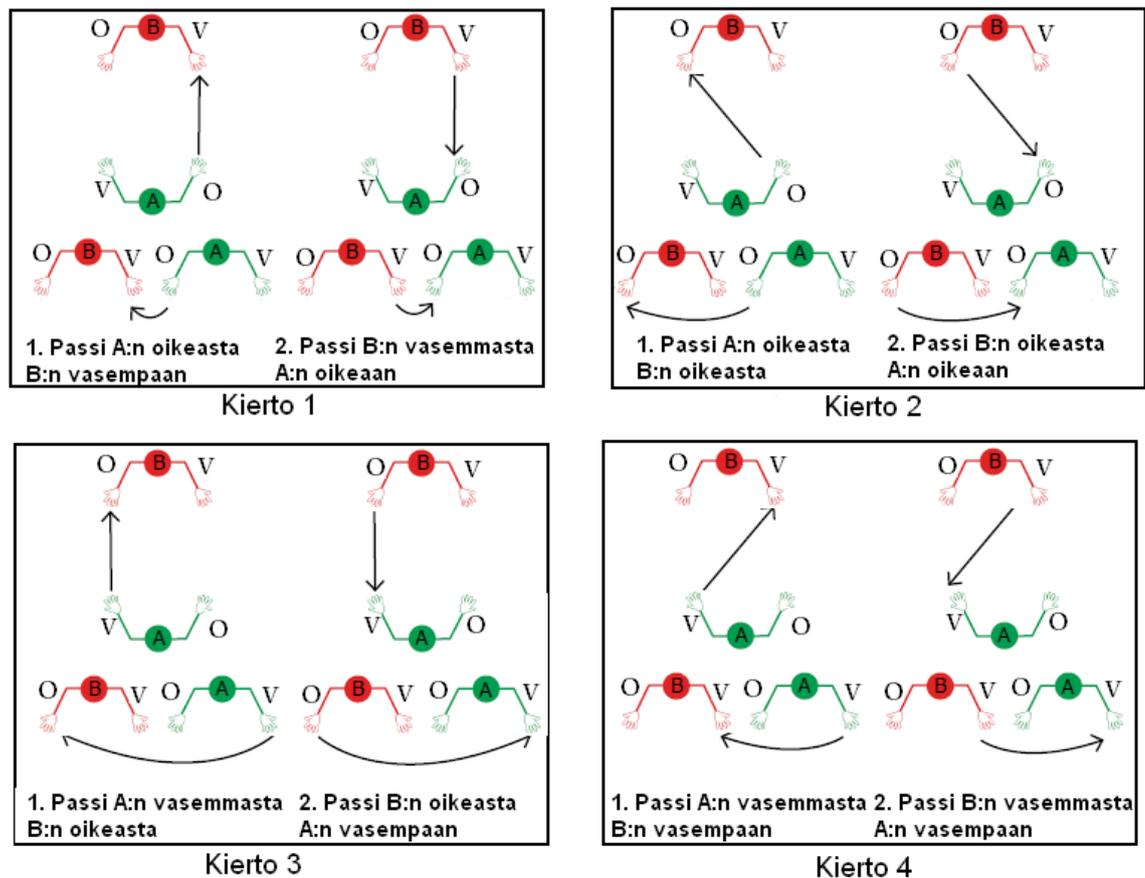 O B V O B V
V A O V A O
O B V O A V O B V O A V
1. Passi A:n oikeasta
B:n vasempaan
2. Passi B:n vasemmasta
A:n oikeaan
Kierto 1
O B V O B V
V A O V A O
O B V O A V O B V O A V
1. Passi A:n oikeasta
B:n oikeasta
2. Passi B:n oikeasta
A:n oikeaan
Kierto 2
O B V O B V
V A O V A O
O B V O A V O B V O A V
1. Passi A:n vasemmasta
B:n oikeasta
2. Passi B:n oikeasta
A:n vasempaan
Kierto 3
O B V O B V
V A O V A O
O B V O A V O B V O A V
1. Passi A:n vasemmasta
B:n vasempaan
2. Passi B:n vasemmasta
A:n vasempaan
Kierto 4